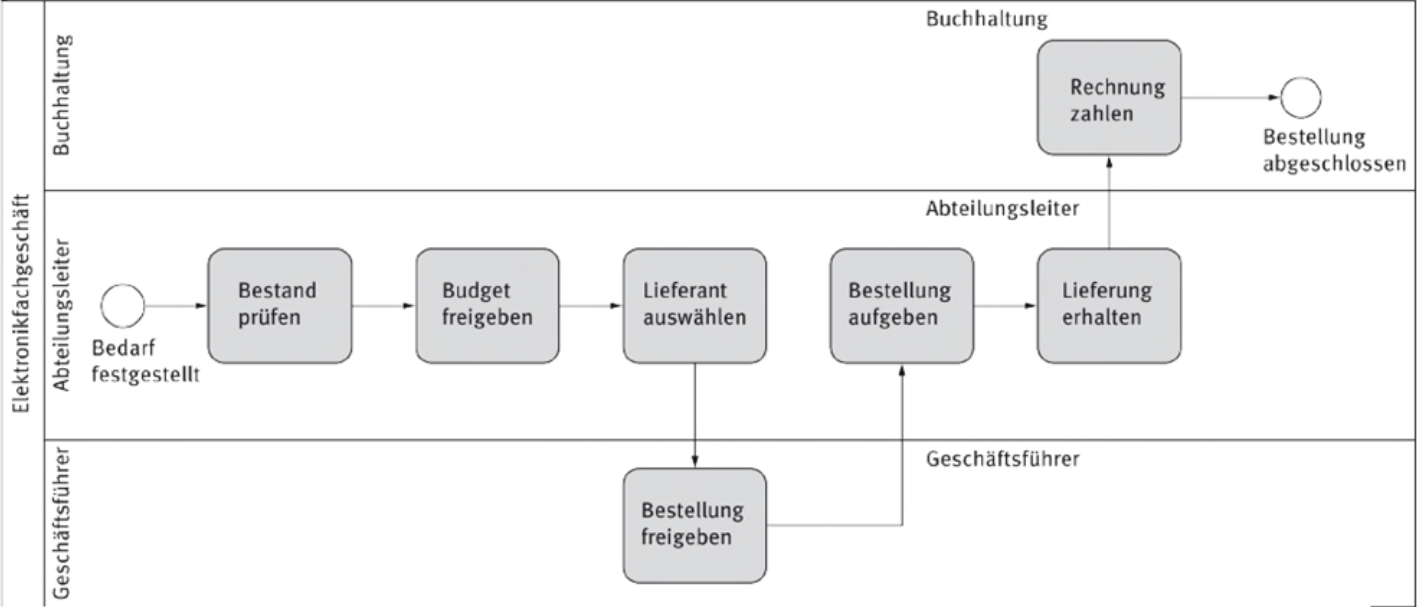 Elektronikfachgeschäft
Buchhaltung
Buchhaltung
Rechnung
zahlen
Bestellung
abgeschlossen
Abteilungsleiter
Abteilungsleiter
Bedarf
festgestellt
Bestand
prüfen
Budget
freigeben
Lieferant
auswählen
Bestellung
aufgeben
Lieferung
erhalten
Geschäftsführer
Geschäftsführer
Bestellung
freigeben